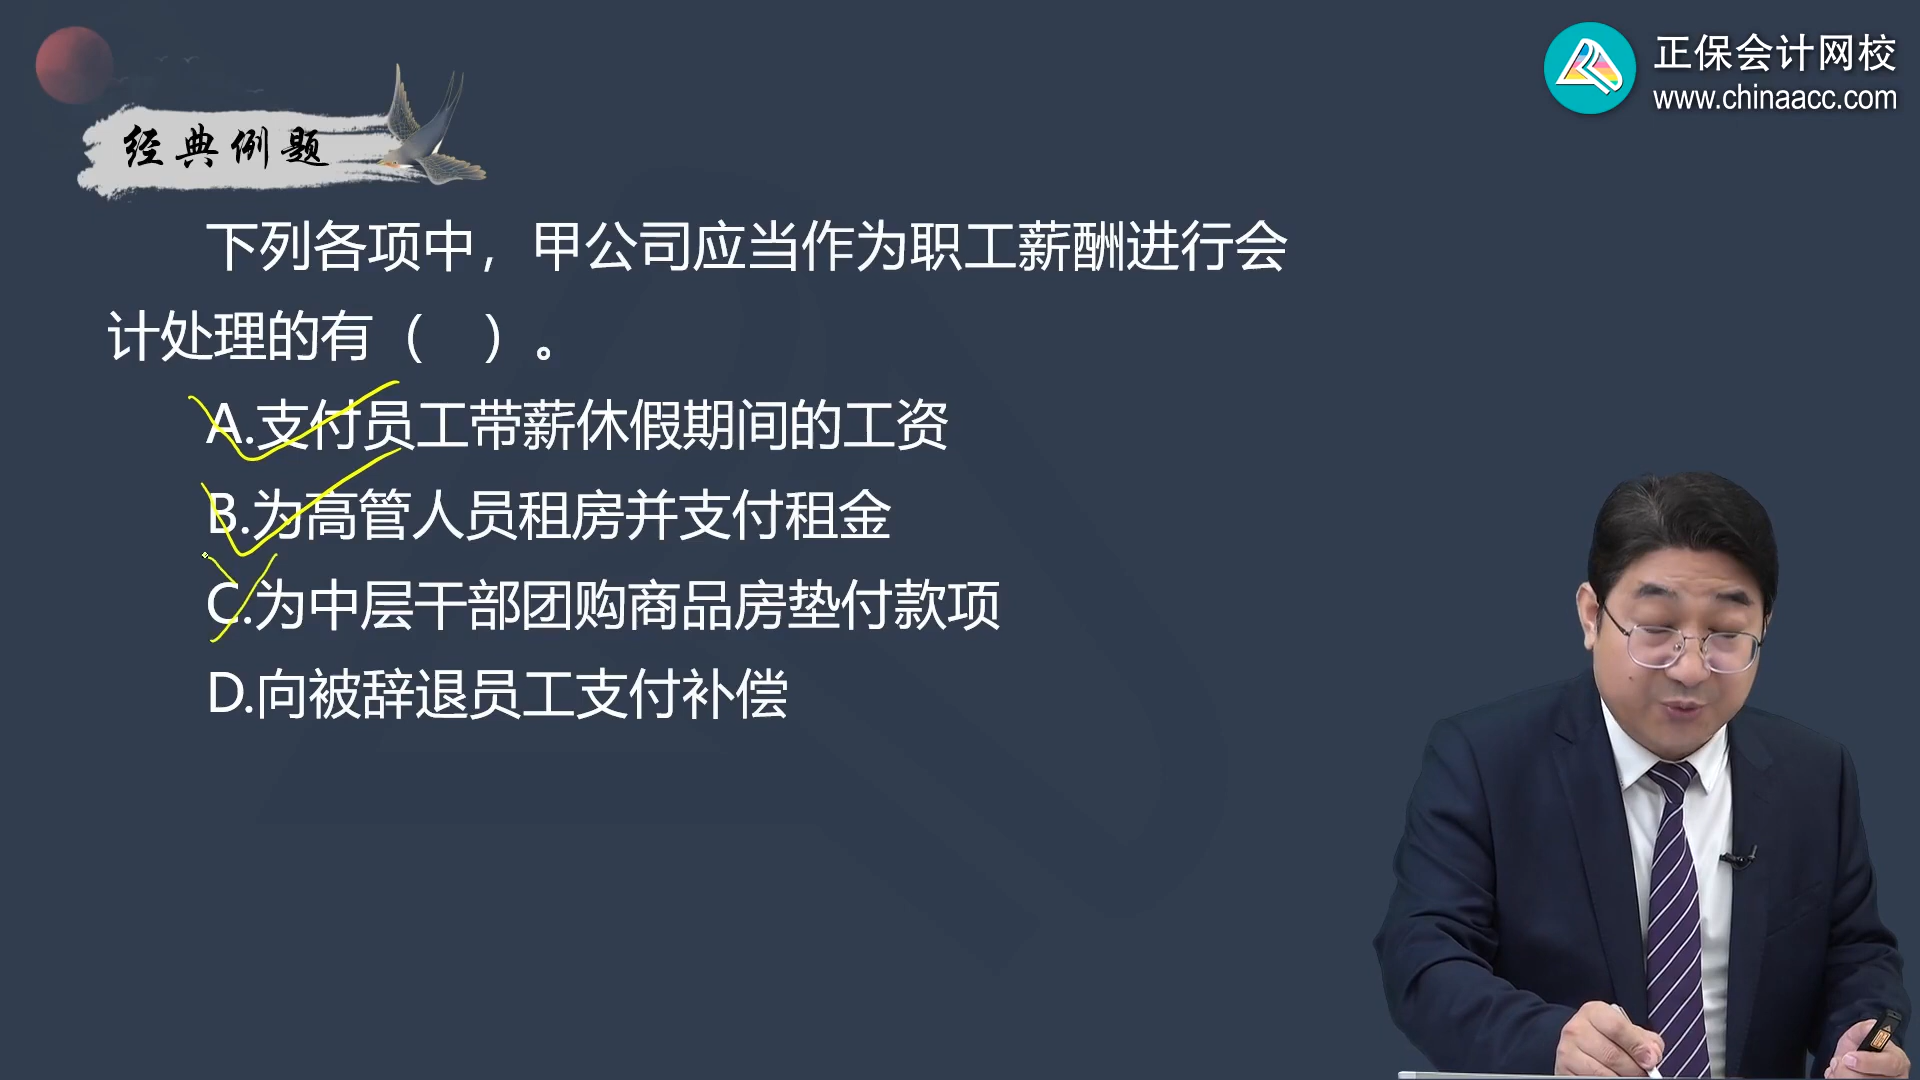 正保会计网校
www.chinaacc.com
经典例题
下列各项中，甲公司应当作为职工薪酬进行会
计处理的有（　）。
A.支付员工带薪休假期间的工资
B.为高管人员租房并支付租金
C.为中层干部团购商品房垫付款项
D.向被辞退员工支付补偿